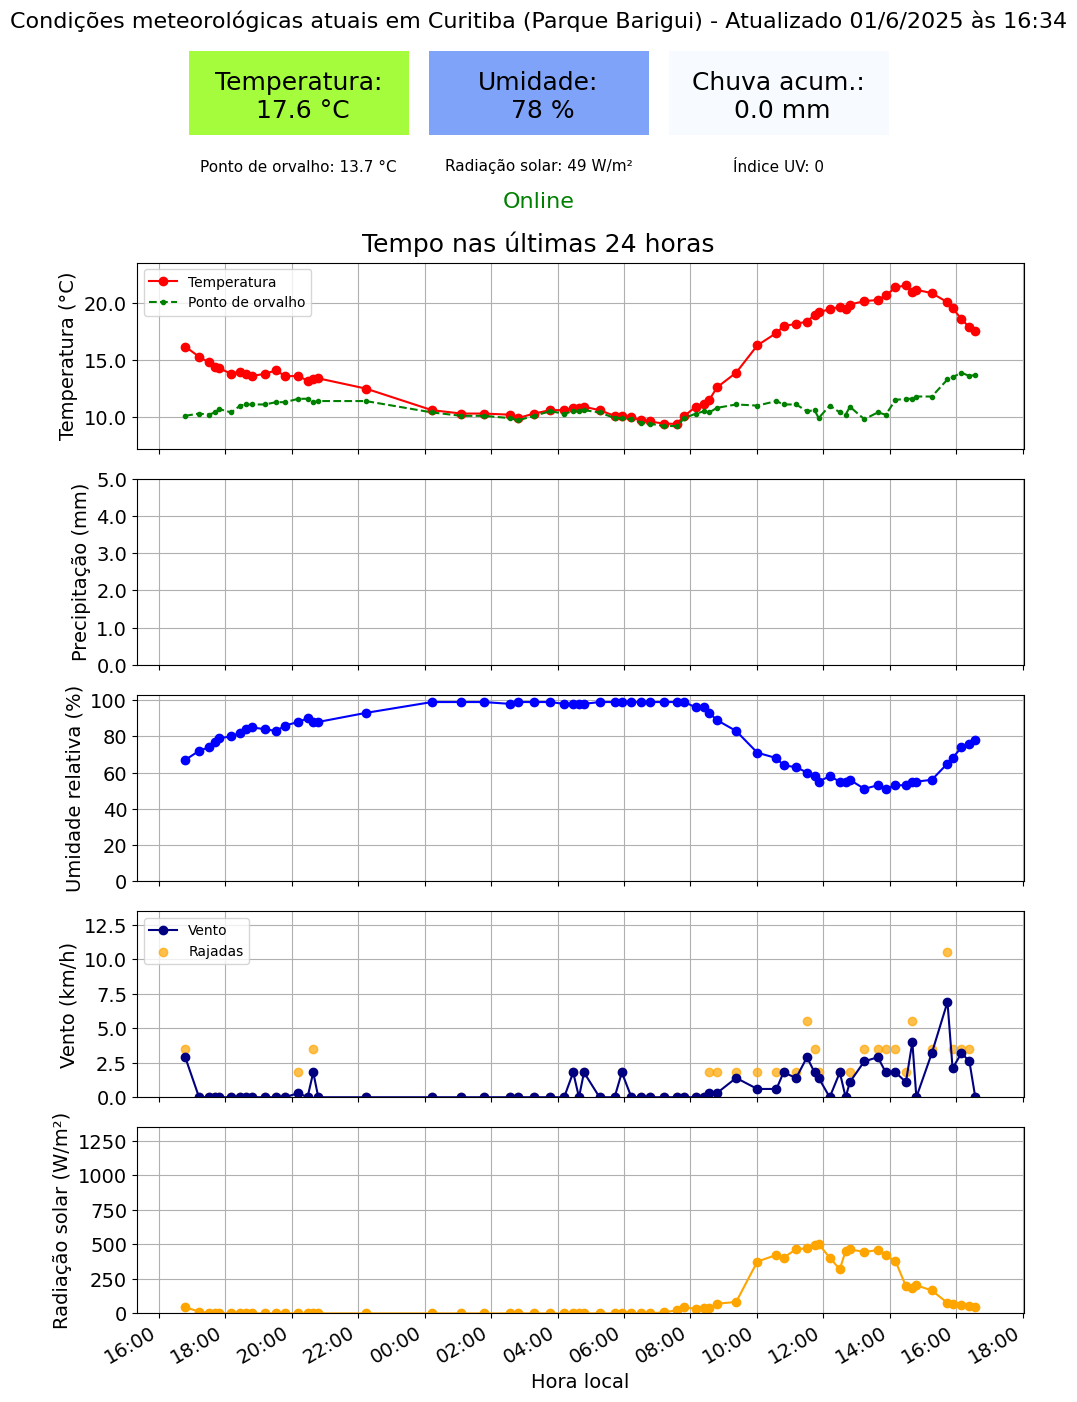 Condições meteorológicas atuais em Curitiba (Parque Barigui) - Atualizado 01/6/2025 às 16:34
Temperatura:
17.6 °C
Umidade:
78 %
Chuva acum.:
0.0 mm
Ponto de orvalho: 13.7 °C
Radiação solar: 49 W/m²
Índice UV: 0
Online
Tempo nas últimas 24 horas
Temperatura (°C)
20.0
15.0
10.0
Temperatura
Ponto de orvalho
Precipitação (mm)
5.0
4.0
3.0
2.0
1.0
0.0
Umidade relativa (%)
100
80
60
40
20
0
Vento (km/h)
12.5
10.0
7.5
5.0
2.5
0.0
Vento
Rajadas
Radiação solar (W/m²)
1250
1000
750
500
250
0
16:00
18:00
20:00
22:00
00:00
02:00
04:00
06:00
08:00
10:00
12:00
14:00
16:00
18:00
Hora local